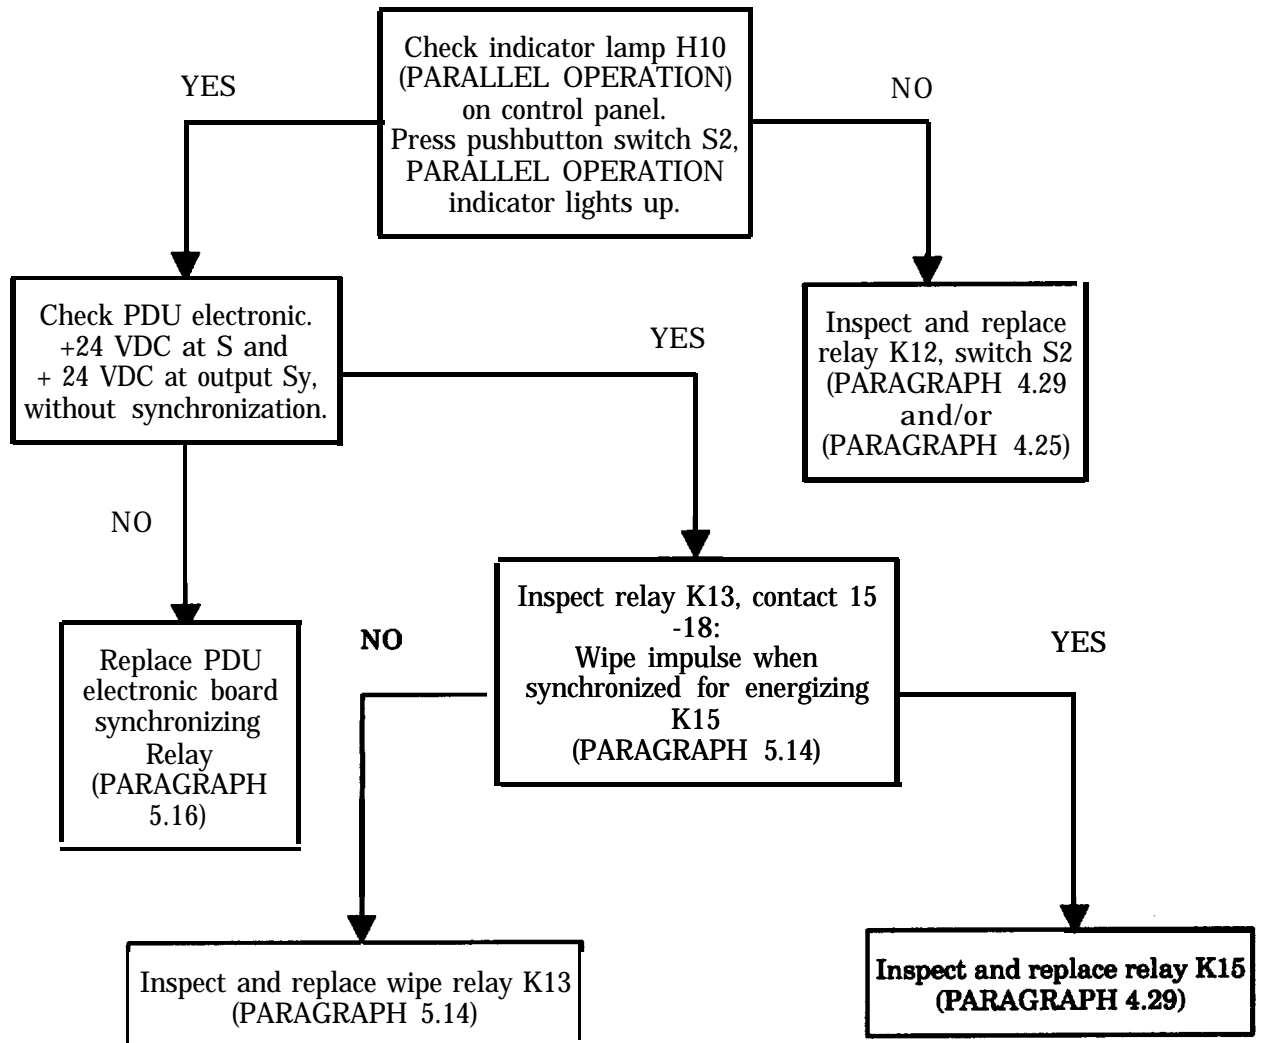 Check indicator lamp H10
(PARALLEL OPERATION)
on control panel.
Press pushbutton switch S2,
PARALLEL OPERATION
indicator lights up.
YES
NO
Check PDU electronic.
+24 VDC at S and
+ 24 VDC at output Sy,
without synchronization.
YES
Inspect and replace
relay K12, switch S2
(PARAGRAPH 4.29
and/or
(PARAGRAPH 4.25)
NO
Replace PDU
electronic board
synchronizing
Relay
(PARAGRAPH
5.16)
NO
Inspect relay K13, contact 15
-18:
Wipe impulse when
synchronized for energizing
K15
(PARAGRAPH 5.14)
YES
Inspect and replace wipe relay K13
(PARAGRAPH 5.14)
Inspect and replace relay K15
(PARAGRAPH 4.29)